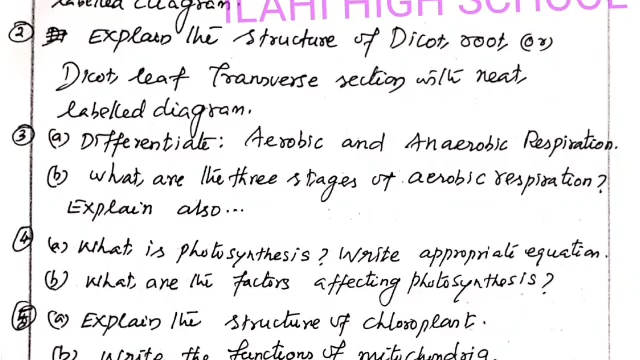 labelled diagram. ILAHI HIGH SCHOOL
② Explain the structure of Dicot root (or)
Dicot leaf Transverse section with neat
labelled diagram.
③ (a) Differentiate: Aerobic and Anaerobic Respiration.
(b) what are the three stages of aerobic respiration?
Explain also...
④ (a) What is photosynthesis? Write appropriate equation.
(b) what are the factors affecting photosynthesis?
⑤ (a) Explain the structure of chloroplant.
(b) Write the functions of mitochondria.